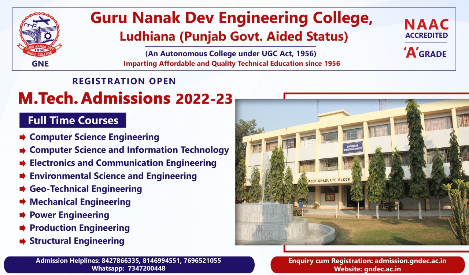 Guru Nanak Dev Engineering College,
Ludhiana (Punjab Govt. Aided Status)
(An Autonomous College under UGC Act, 1956)
Imparting Affordable and Quality Technical Education since 1956
GNE
NAAC
ACCREDITED
'A' GRADE
REGISTRATION OPEN
M.Tech. Admissions 2022-23
Full Time Courses
Computer Science Engineering
Computer Science and Information Technology
Electronics and Communication Engineering
Environmental Science and Engineering
Geo-Technical Engineering
Mechanical Engineering
Power Engineering
Production Engineering
Structural Engineering
POST GRADUATE BLOCK
Admission Helplines: 8427866335, 8146994551, 7696521055
Whatsapp: 7347200448
Enquiry cum Registration: admission.gndec.ac.in
Website: gndec.ac.in